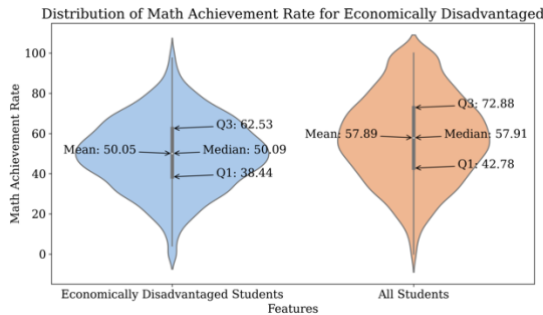 Distribution of Math Achievement Rate for Economically Disadvantaged
Math Achievement Rate
100
80
60
40
20
0
Q3: 62.53
Mean: 50.05
Median: 50.09
Q1: 38.44
Q3: 72.88
Mean: 57.89
Median: 57.91
Q1: 42.78
Economically Disadvantaged Students
All Students
Features